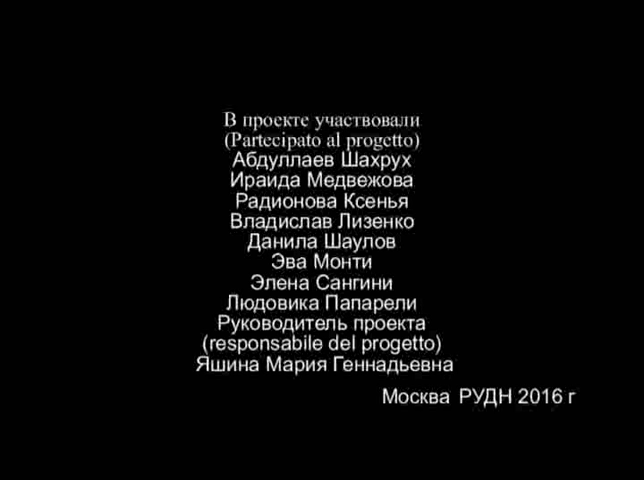 В проекте участвовали
(Partecipato al progetto)
Абдуллаев Шахрух
Ираида Медвежова
Радионова Ксенья
Владислав Лизенко
Данила Шаулов
Эва Монти
Элена Сангини
Людовика Папарели
Руководитель проекта
(responsabile del progetto)
Яшина Мария Геннадьевна
Москва РУДН 2016 г